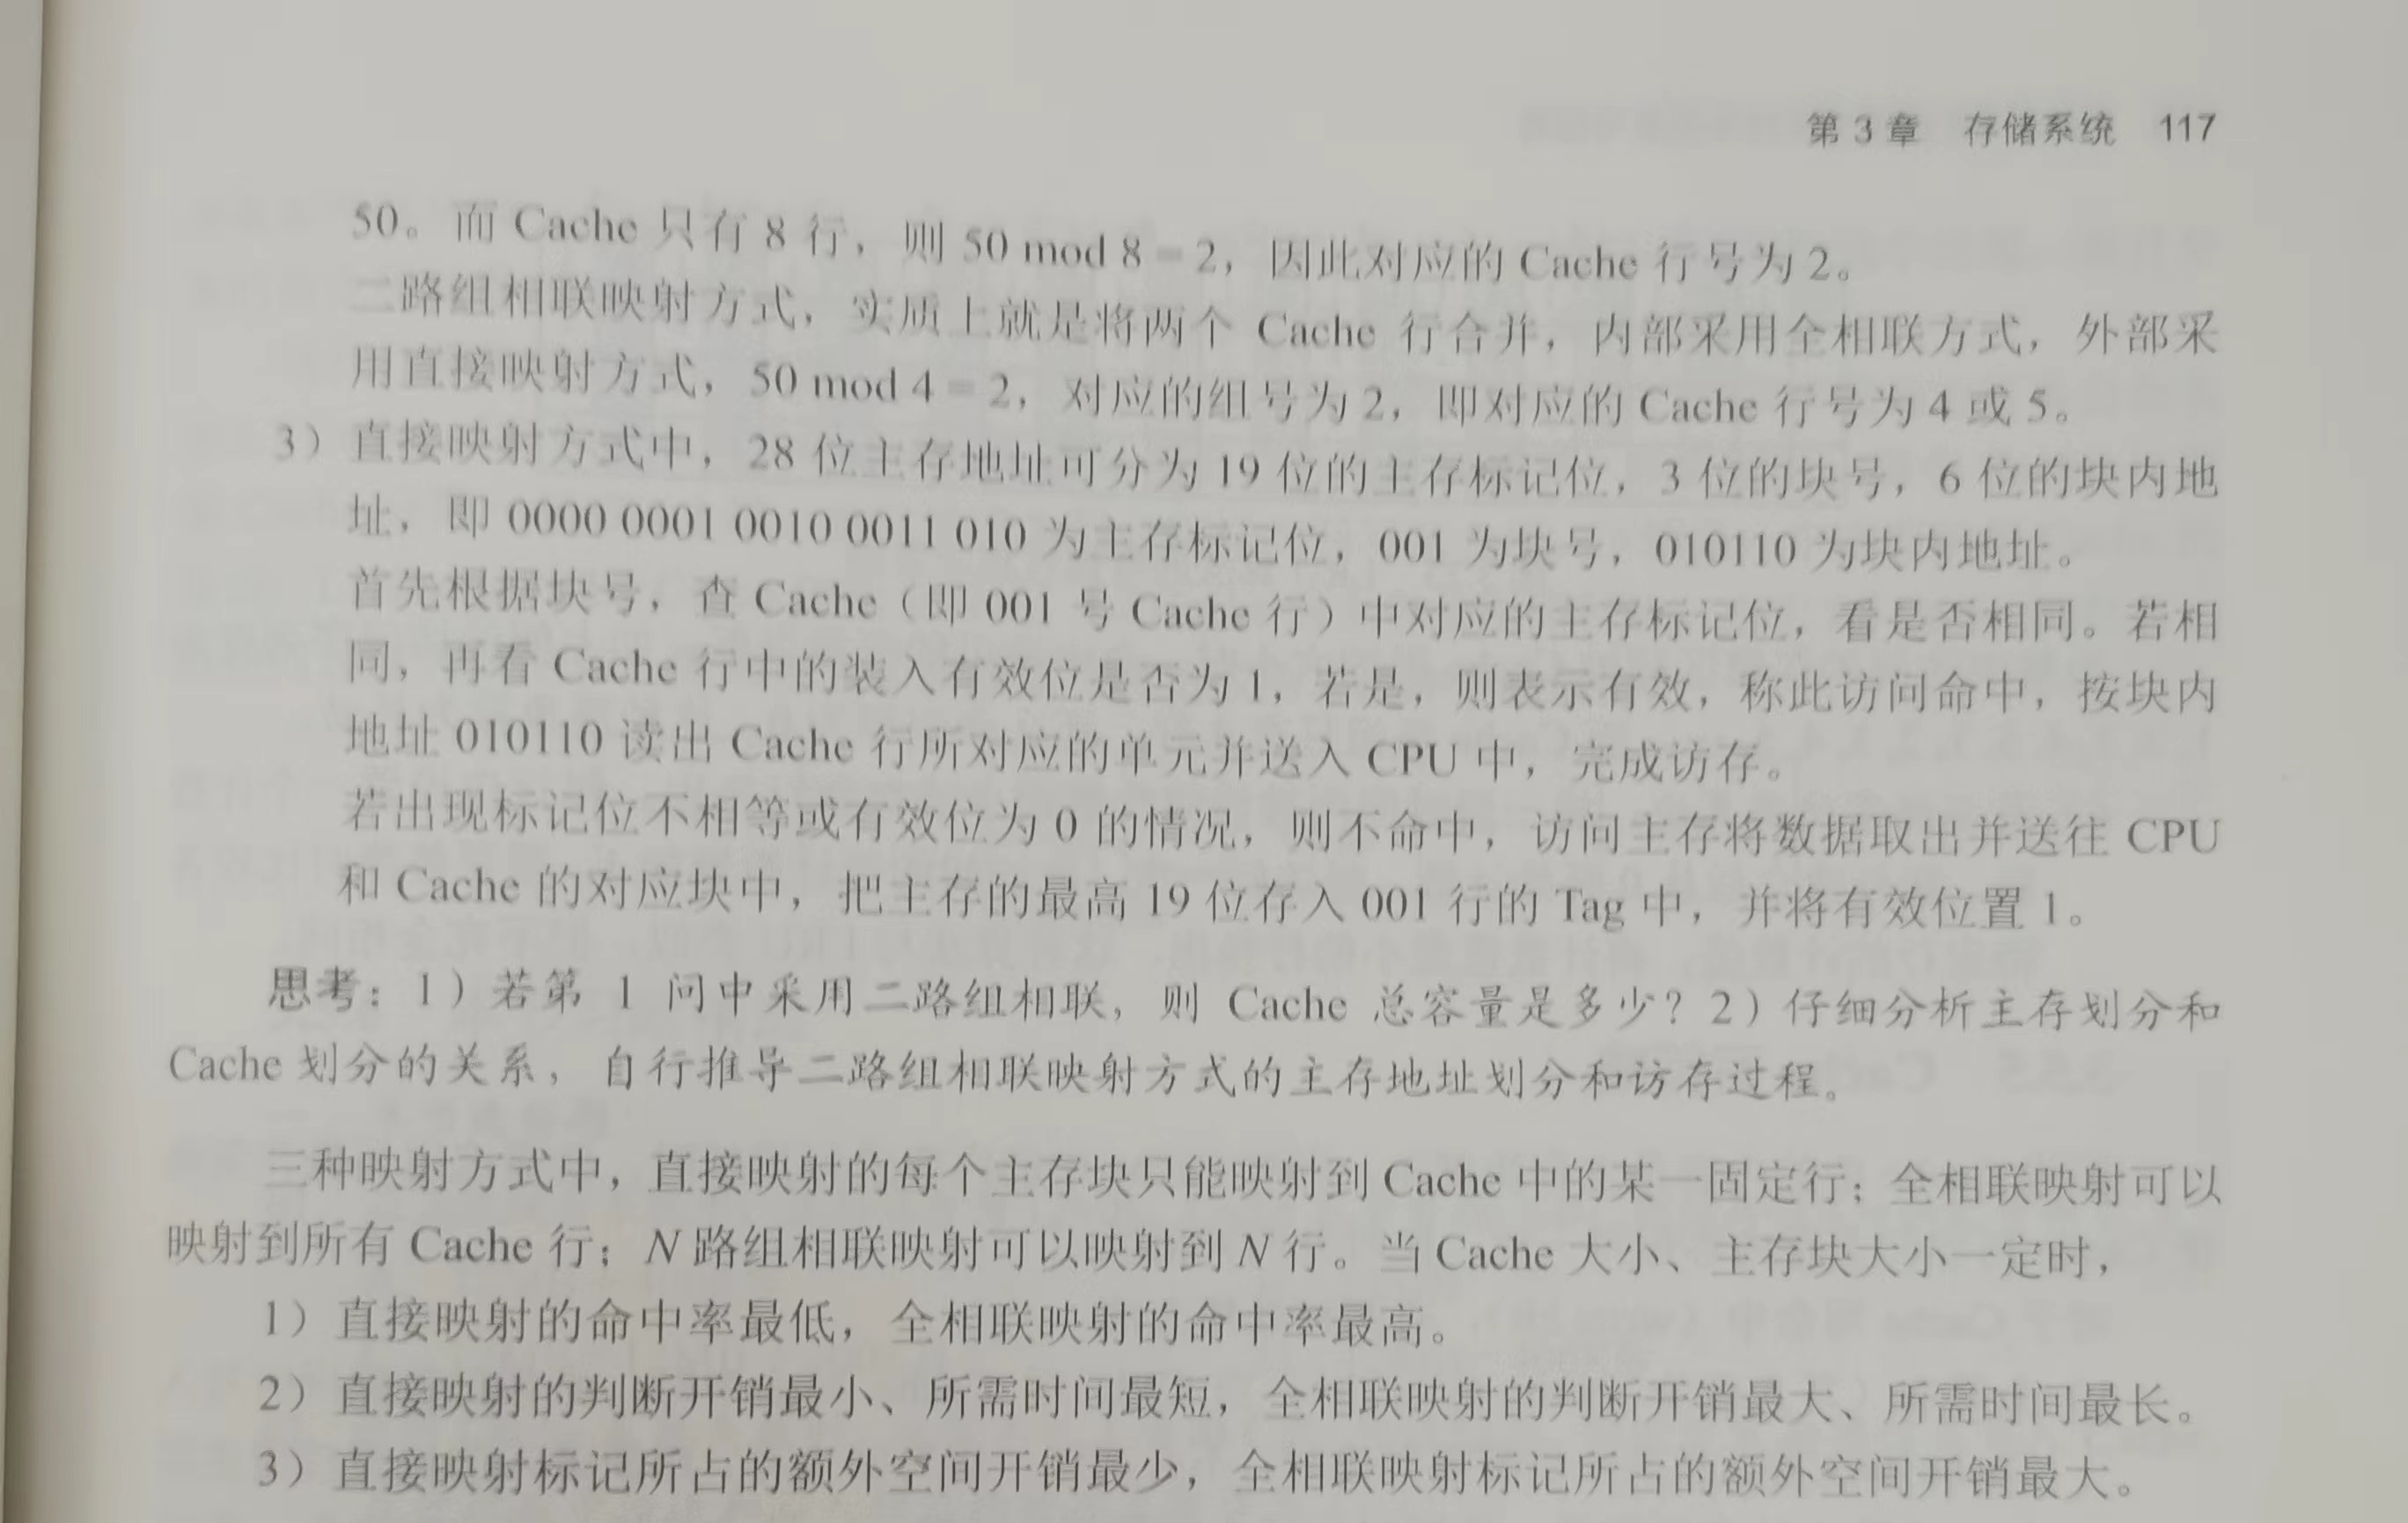 第 3 章 存储系统 117
50。而 Cache 只有 8 行，则 50 mod 8 = 2，因此对应的 Cache 行号为 2。
二路组相联映射方式，实质上就是将两个 Cache 行合并，内部采用全相联方式，外部采
用直接映射方式，50 mod 4 = 2，对应的组号为 2，即对应的 Cache 行号为 4 或 5。
3）直接映射方式中，28 位主存地址可分为 19 位的主存标记位，3 位的块号，6 位的块内地
址，即 0000 0001 0010 0011 010 为主存标记位，001 为块号，010110 为块内地址。
首先根据块号，查 Cache（即 001 号 Cache 行）中对应的主存标记位，看是否相同。若相
同，再看 Cache 行中的装入有效位是否为 1，若是，则表示有效，称此访问命中，按块内
地址 010110 读出 Cache 行所对应的单元并送入 CPU 中，完成访存。
若出现标记位不相等或有效位为 0 的情况，则不命中，访问主存将数据取出并送往 CPU
和 Cache 的对应块中，把主存的最高 19 位存入 001 行的 Tag 中，并将有效位置 1。
思考：1）若第 1 问中采用二路组相联，则 Cache 总容量是多少？2）仔细分析主存划分和
Cache 划分的关系，自行推导二路组相联映射方式的主存地址划分和访存过程。
三种映射方式中，直接映射的每个主存块只能映射到 Cache 中的某一固定行；全相联映射可以
映射到所有 Cache 行；N 路组相联映射可以映射到 N 行。当 Cache 大小、主存块大小一定时，
1）直接映射的命中率最低，全相联映射的命中率最高。
2）直接映射的判断开销最小、所需时间最短，全相联映射的判断开销最大、所需时间最长。
3）直接映射标记所占的额外空间开销最少，全相联映射标记所占的额外空间开销最大。